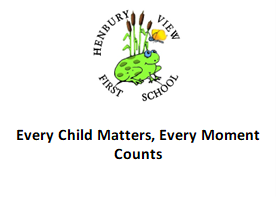 HENBURY VIEW
FIRST SCHOOL
Every Child Matters, Every Moment
Counts